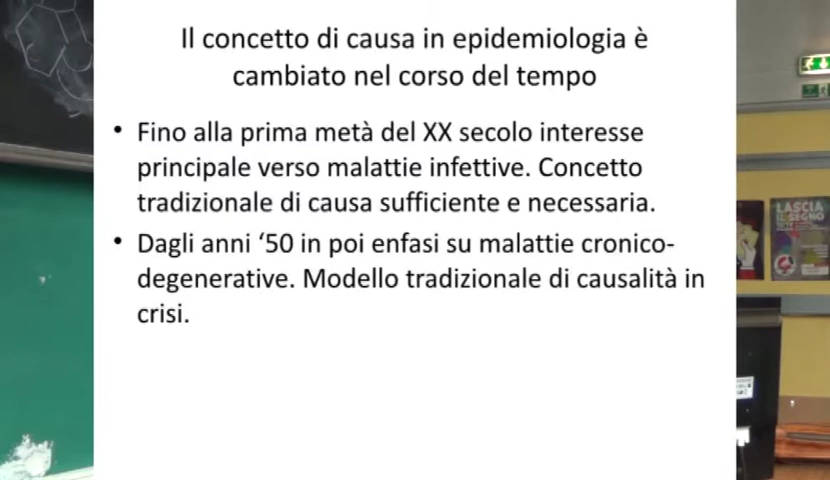 Il concetto di causa in epidemiologia è
cambiato nel corso del tempo
• Fino alla prima metà del XX secolo interesse
principale verso malattie infettive. Concetto
tradizionale di causa sufficiente e necessaria.
• Dagli anni ‘50 in poi enfasi su malattie cronico-
degenerative. Modello tradizionale di causalità in
crisi.
LASCIA
IL SEGNO